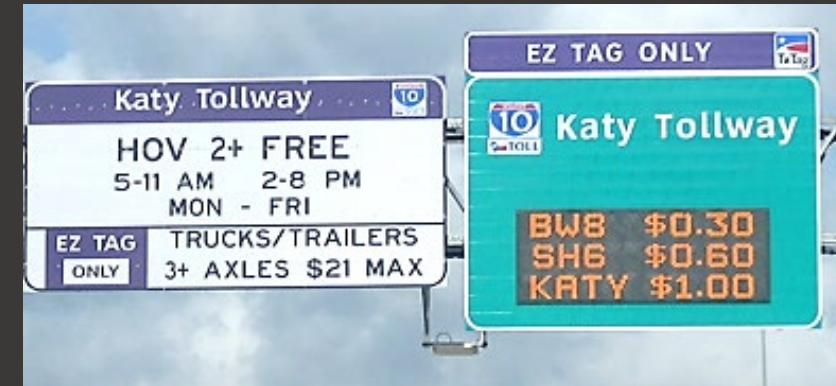 Katy Tollway
10
HOV 2+ FREE
5-11 AM 2-8 PM
MON - FRI
EZ TAG
ONLY
TRUCKS/TRAILERS
3+ AXLES $21 MAX
EZ TAG ONLY
TxTag
10
TOLL
Katy Tollway
BW8 $0.30
SH6 $0.60
KATY $1.00